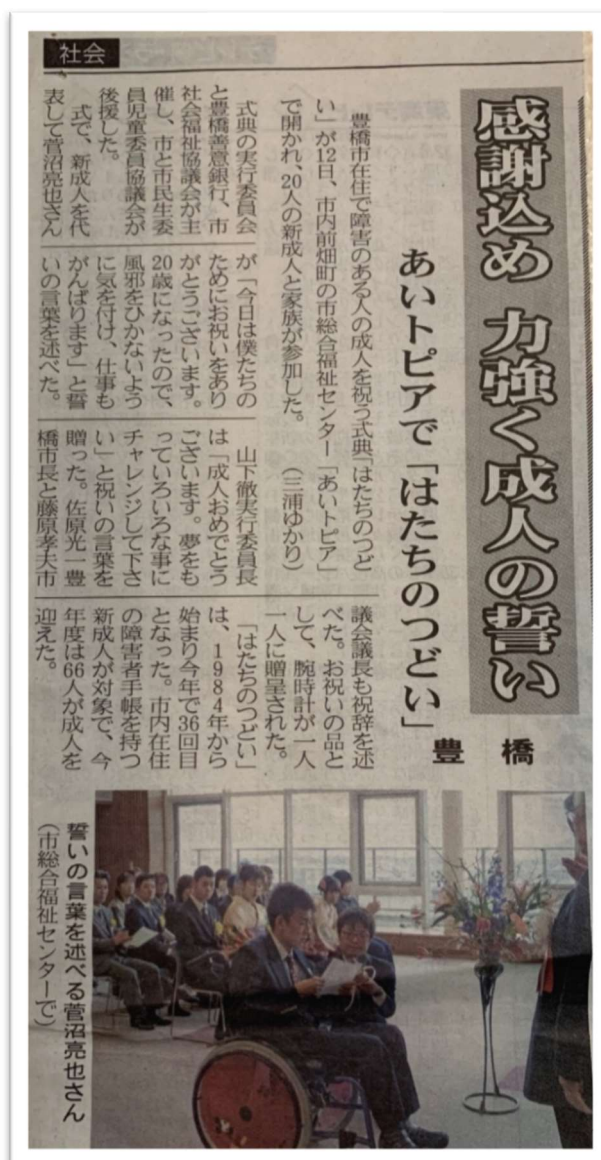 社会
感謝込め 力強く成人の誓い
あいトピアで「はたちのつどい」
豊橋
豊橋市在住で障害のある人の成人を祝う式典「はたちのつど
い」が12日、市内前畑町の市総合福祉センター「あいトピア」
で開かれ、20人の新成人と家族が参加した。(三浦ゆかり)
式典の実行委員会
と豊橋善意銀行、市
社会福祉協議会が主
催し、市と市民生委
員児童委員協議会が
後援した。
式で、新成人を代
表して菅沼亮也さん
が「今日は僕たちの
ためにお祝いをあり
がとうございます。
20歳になったので、
風邪をひかないよう
に気を付け、仕事も
がんばります」と誓
いの言葉を述べた。
山下徹実行委員長
は「成人おめでとう
ございます。夢をも
っていろいろな事に
チャレンジして下さ
い」と祝いの言葉を
贈った。佐原光一豊
橋市長と藤原孝夫市
議会議長も祝辞を述
べた。お祝いの品と
して、腕時計が一人
一人に贈呈された。
「はたちのつどい」
は、1984年から
始まり今年で36回目
となった。市内在住
の障害者手帳を持つ
新成人が対象で、今
年度は66人が成人を
迎えた。
誓いの言葉を述べる菅沼亮也さん
(市総合福祉センターで)